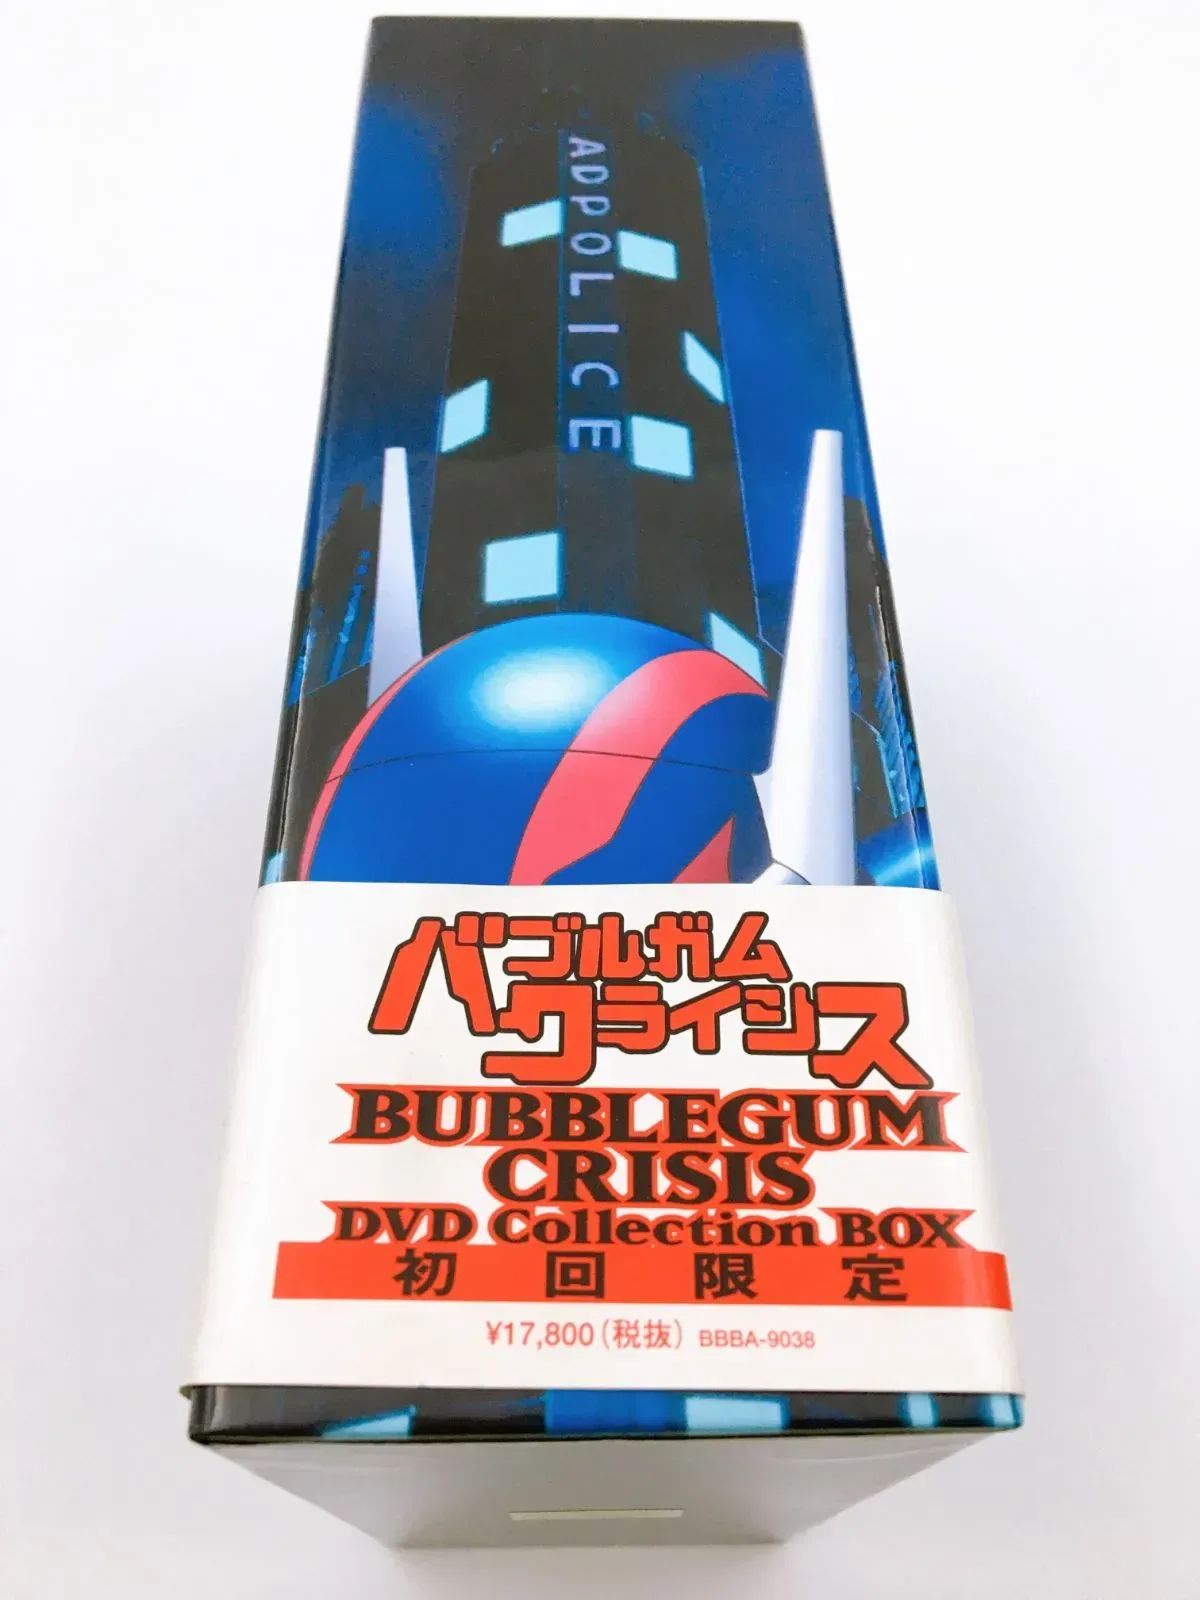 ADPOLICE
バブルガム
クライシス
BUBBLEGUM
CRISIS
DVD Collection BOX
初回限定
¥17,800(税抜) BBBA-9038